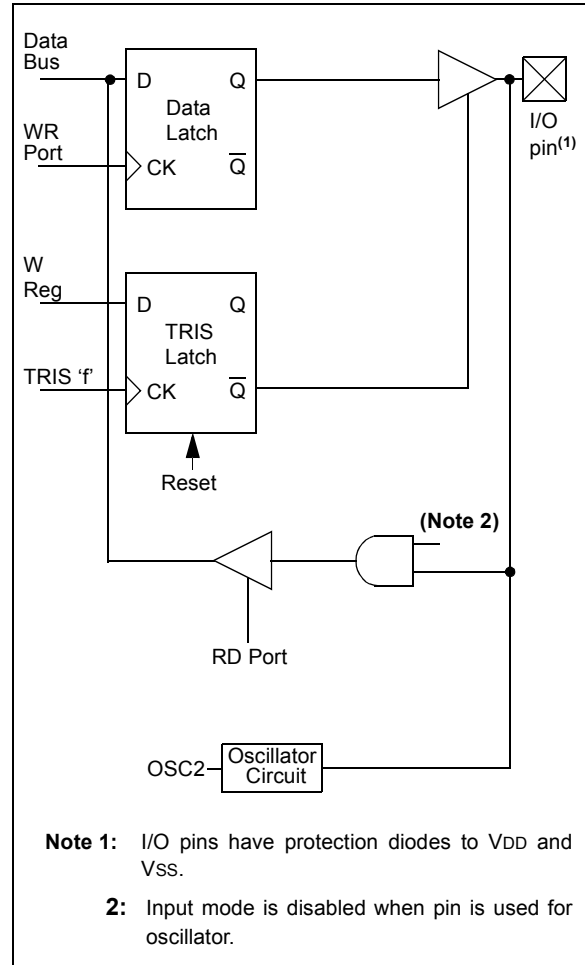 Data
Bus
D Q
Data
Latch
WR
Port
CK Q
I/O
pin(1)
W
Reg
D Q
TRIS
Latch
TRIS ‘f’
CK Q
Reset
(Note 2)
RD Port
OSC2
Oscillator
Circuit
Note 1: I/O pins have protection diodes to VDD and
VSS.
2: Input mode is disabled when pin is used for
oscillator.